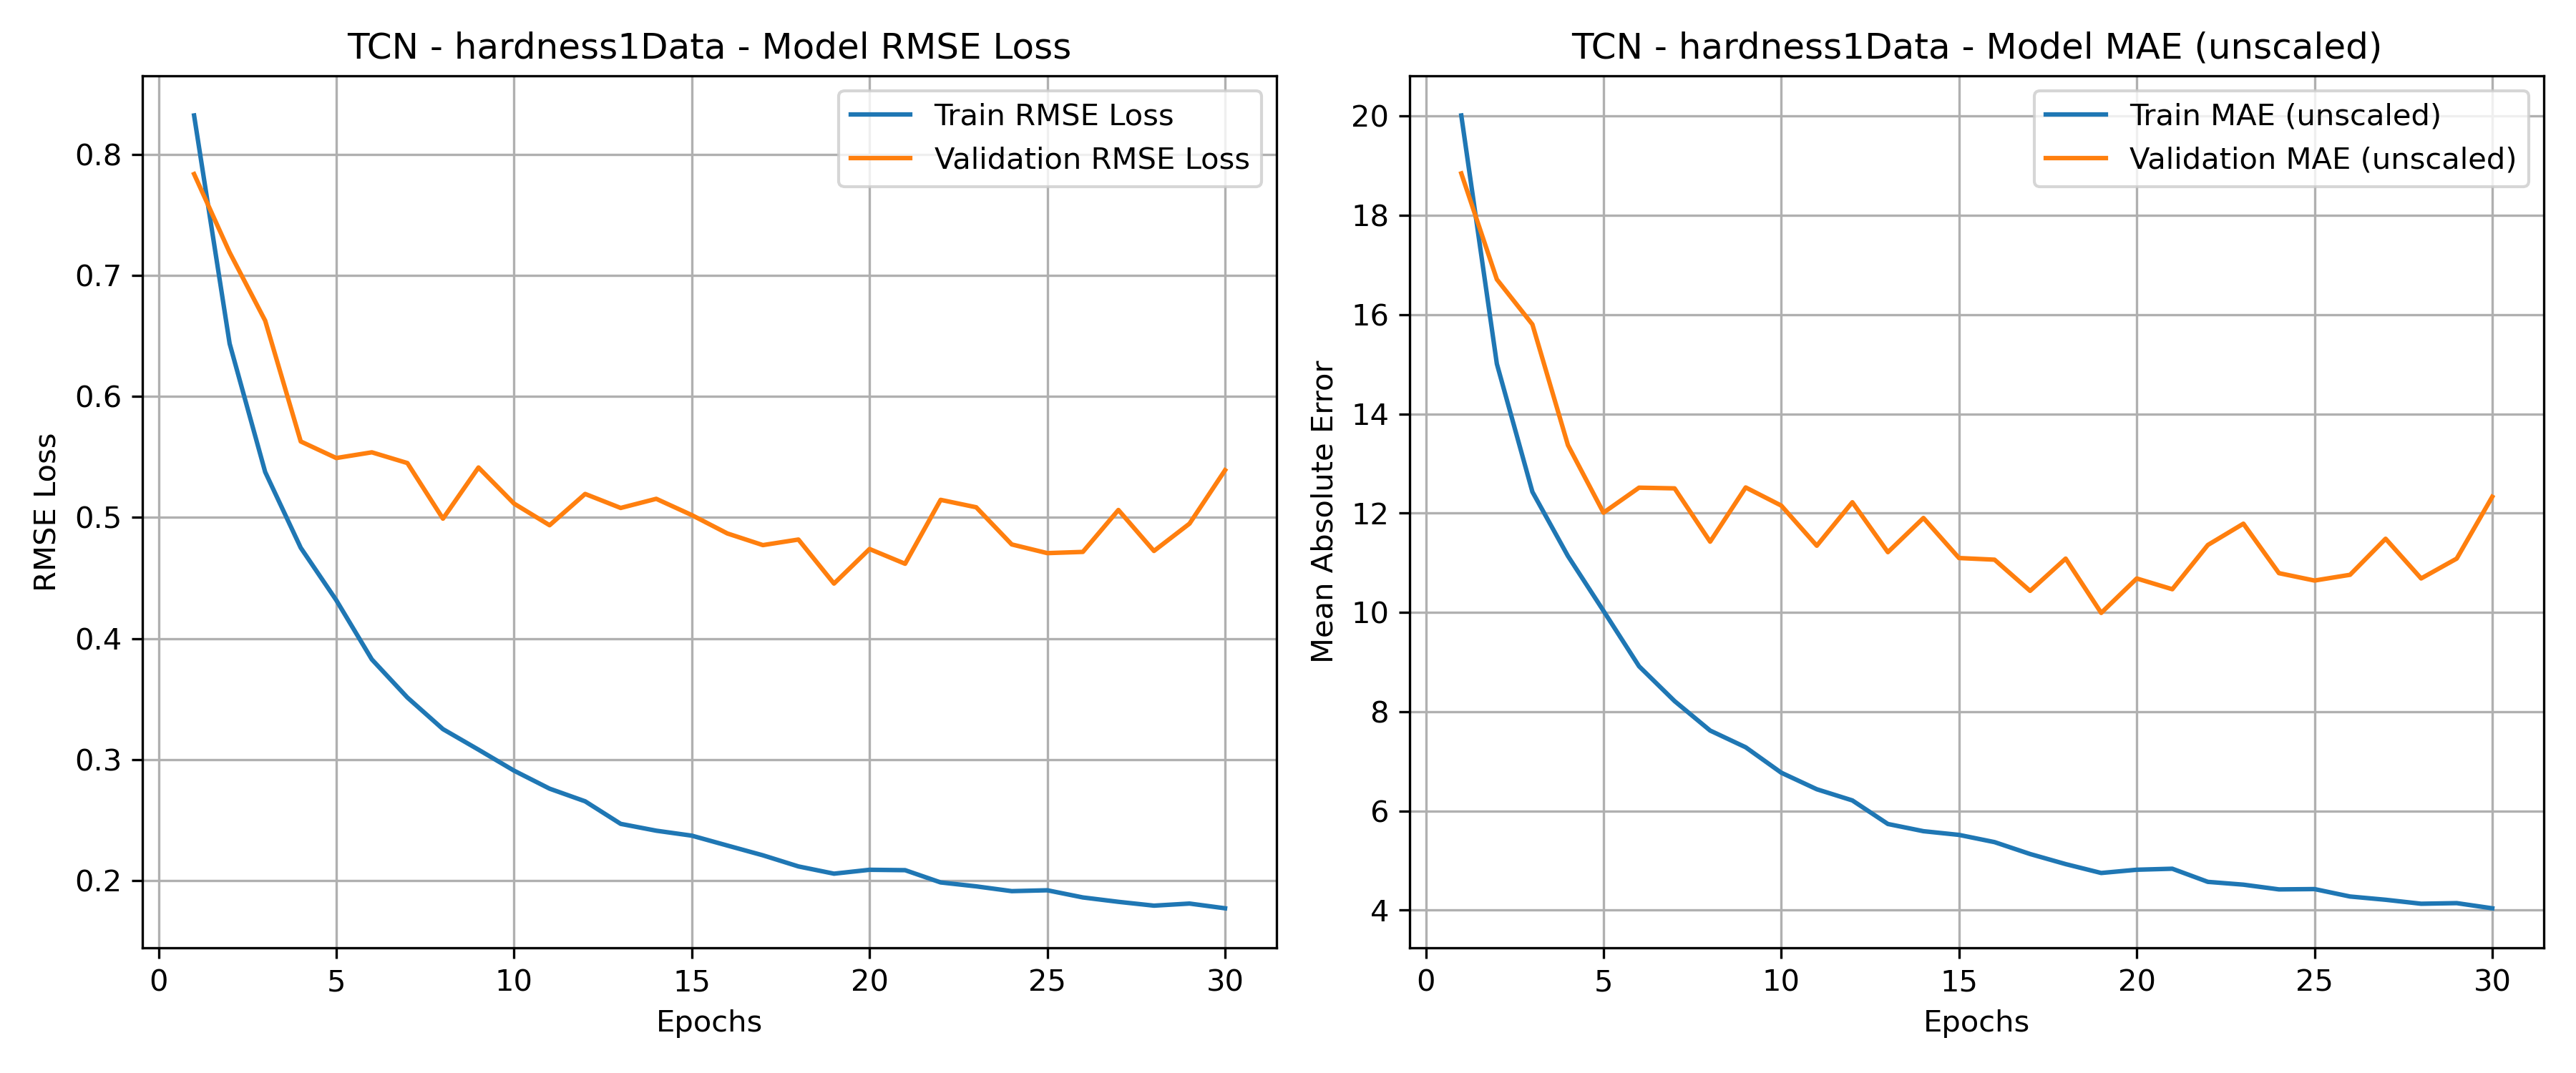 TCN - hardness1Data - Model RMSE Loss
Train RMSE Loss
Validation RMSE Loss
RMSE Loss
0.8
0.7
0.6
0.5
0.4
0.3
0.2
0 5 10 15 20 25 30
Epochs
TCN - hardness1Data - Model MAE (unscaled)
Train MAE (unscaled)
Validation MAE (unscaled)
Mean Absolute Error
20
18
16
14
12
10
8
6
4
0 5 10 15 20 25 30
Epochs